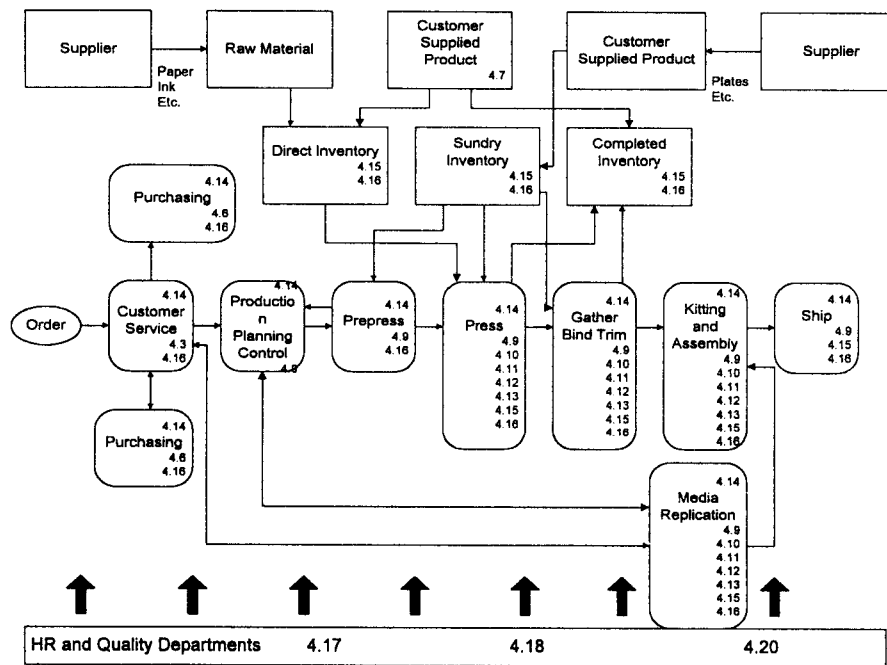 Supplier
Paper
Ink
Etc.
Raw Material
Customer
Supplied
Product
4.7
Customer
Supplied Product
Plates
Etc.
Supplier
Direct Inventory
4.15
4.16
Sundry
Inventory
4.15
4.16
Completed
Inventory
4.15
4.16
4.14
Purchasing
4.6
4.16
Order
4.14
Customer
Service
4.3
4.16
4.14
Productio
n
Planning
Control
4.9
4.14
Prepress
4.9
4.16
4.14
Press
4.9
4.10
4.11
4.12
4.13
4.15
4.16
4.14
Gather
Bind Trim
4.9
4.10
4.11
4.12
4.13
4.15
4.16
4.14
Kitting
and
Assembly
4.9
4.10
4.11
4.12
4.13
4.15
4.16
4.14
Ship
4.9
4.15
4.16
4.14
Purchasing
4.6
4.16
4.14
Media
Replication
4.9
4.10
4.11
4.12
4.13
4.15
4.16
HR and Quality Departments 4.17 4.18 4.20